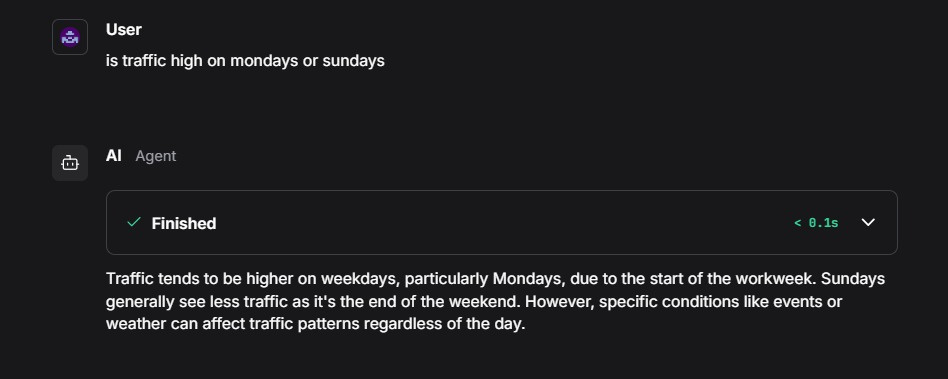 User
is traffic high on mondays or sundays
AI Agent
Finished < 0.1s
Traffic tends to be higher on weekdays, particularly Mondays, due to the start of the workweek. Sundays
generally see less traffic as it's the end of the weekend. However, specific conditions like events or
weather can affect traffic patterns regardless of the day.